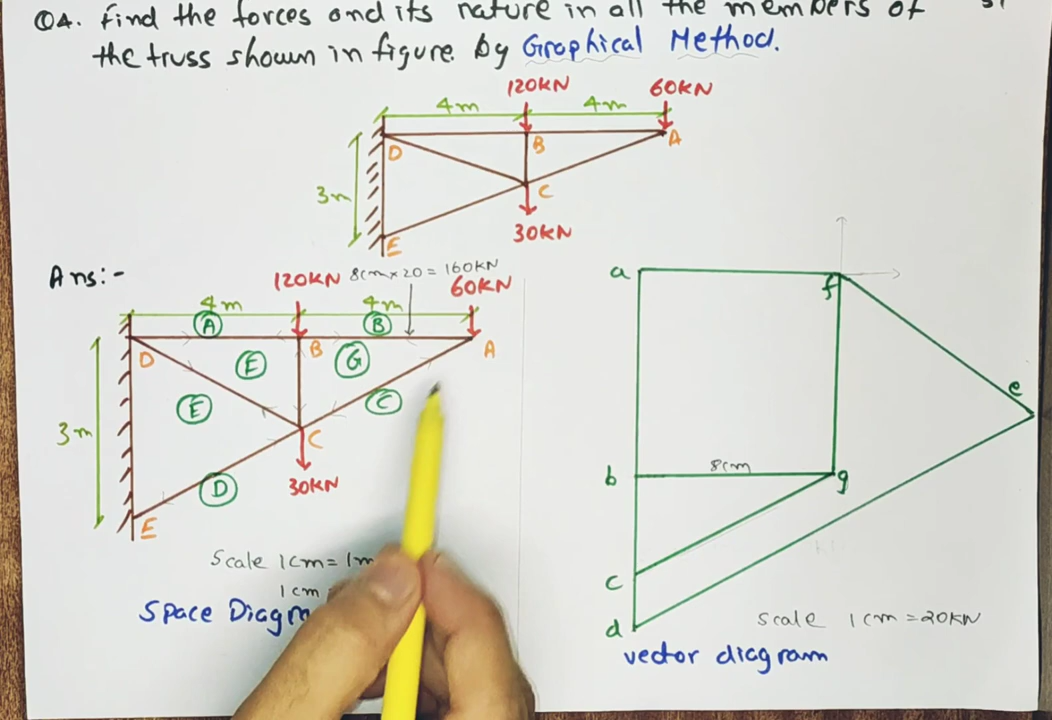 Q4. Find the forces and its nature in all the members of
the truss shown in figure by Graphical Method.
120KN 60KN
4m 4m
D B A
3m
C
E 30KN
Ans:-
120KN 8cm×20 = 160KN
60KN
4m 4m
A B
D B A
E G
E C
3m C
D 30KN
E
Scale 1cm = 1m
1cm
Space Diagra
a f
e
b 8cm g
c
d
Scale 1cm = 20KN
vector diagram